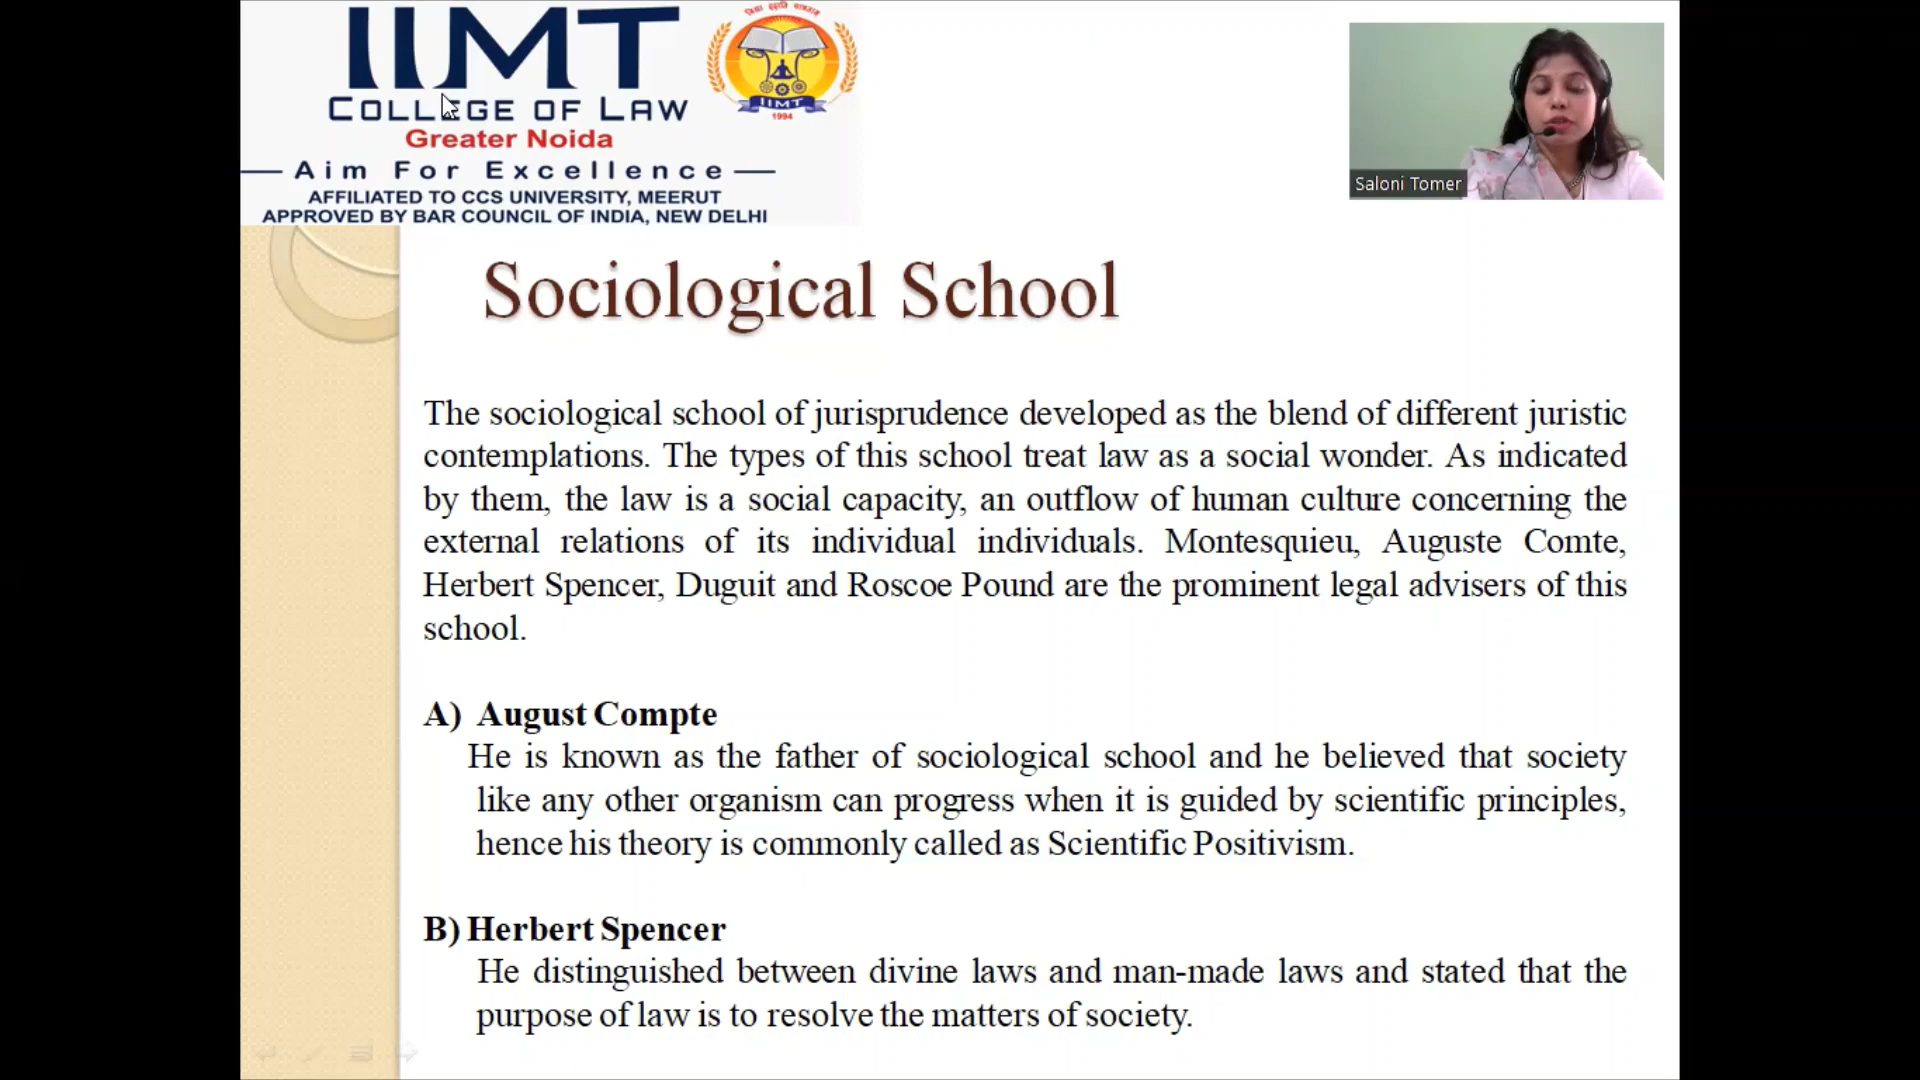 IIMT
COLLEGE OF LAW
Greater Noida
Aim For Excellence
AFFILIATED TO CCS UNIVERSITY, MEERUT
APPROVED BY BAR COUNCIL OF INDIA, NEW DELHI
IIMT
1994
Saloni Tomer
Sociological School
The sociological school of jurisprudence developed as the blend of different juristic
contemplations. The types of this school treat law as a social wonder. As indicated
by them, the law is a social capacity, an outflow of human culture concerning the
external relations of its individual individuals. Montesquieu, Auguste Comte,
Herbert Spencer, Duguit and Roscoe Pound are the prominent legal advisers of this
school.
A) August Compte
He is known as the father of sociological school and he believed that society
like any other organism can progress when it is guided by scientific principles,
hence his theory is commonly called as Scientific Positivism.
B) Herbert Spencer
He distinguished between divine laws and man-made laws and stated that the
purpose of law is to resolve the matters of society.